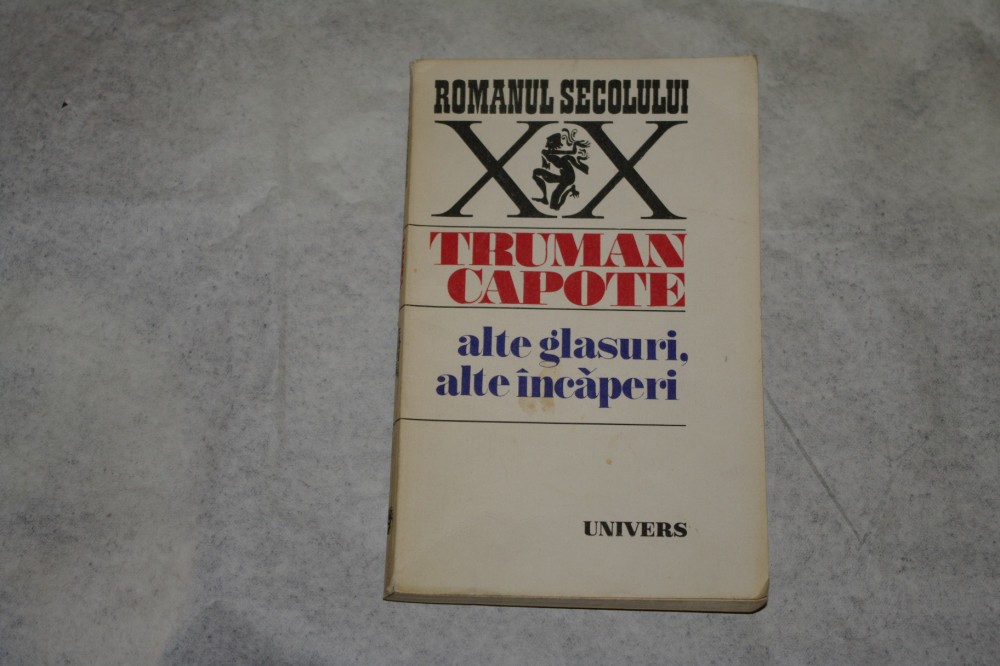 ROMANUL SECOLULUI
XX
TRUMAN
CAPOTE
alte glasuri,
alte încăperi
UNIVERS